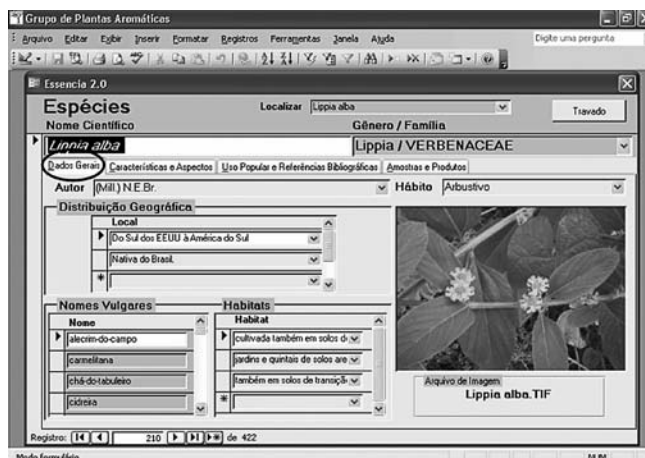 Grupo de Plantas Aromáticas
Arquivo Editar Exibir Inserir Formatar Registros Ferramentas Janela Ajuda Digite uma pergunta
Essencia 2.0
Espécies Localizar Lippia alba Travado
Nome Científico Gênero / Família
Lippia alba Lippia / VERBENACEAE
Dados Gerais Características e Aspectos Uso Popular e Referências Bibliográficas Amostras e Produtos
Autor (Mill.) N.E.Br. Hábito Arbustivo
Distribuição Geográfica
Local
Do Sul dos EEUU à América do Sul
Nativa do Brasil.
Nomes Vulgares Habitats
Nome Habitat
alecrim-do-campo cultivada também em solos d
carmelitana jardins e quintais de solos are
chá-do-tabuleiro também em solos de transiçã
cidreira
Arquivo de Imagem
Lippia alba.TIF
Registro: 210 de 422
Modo formulário NUM